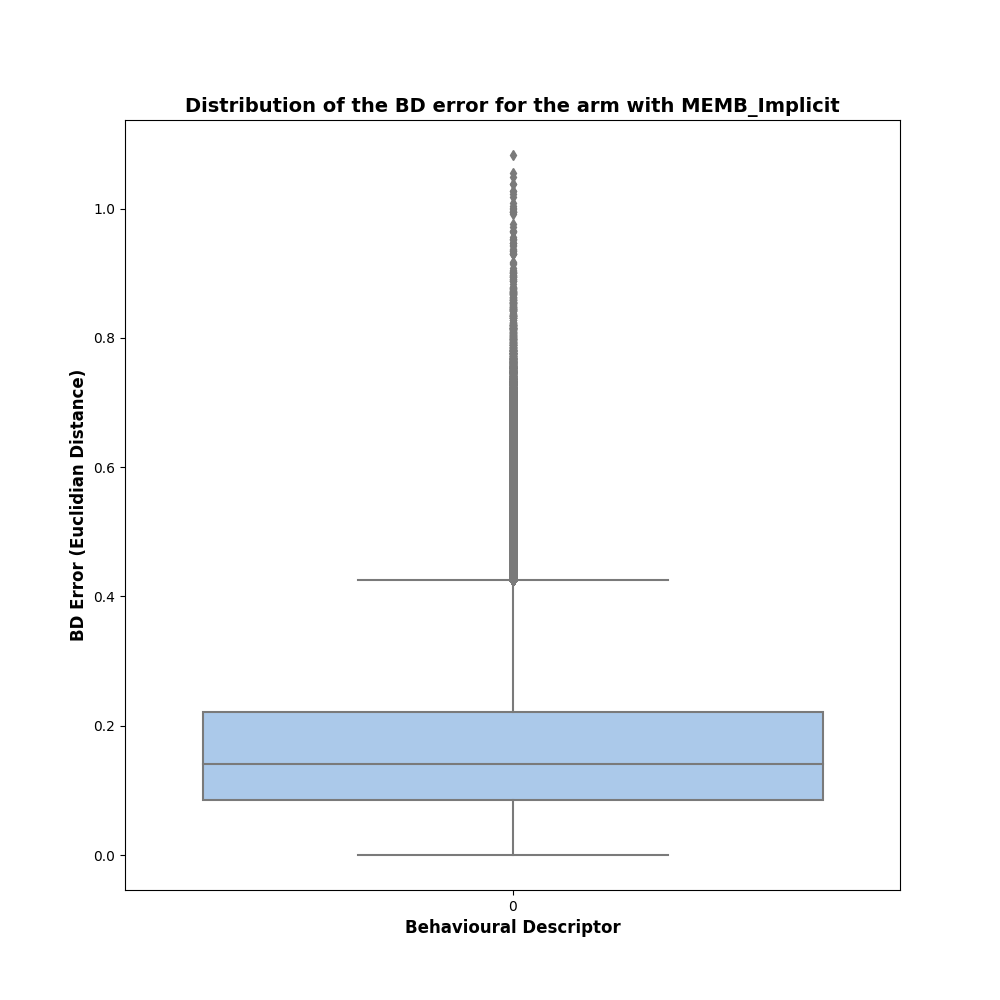 Distribution of the BD error for the arm with MEMB_Implicit
1.0
0.8
0.6
0.4
0.2
0.0
BD Error (Euclidian Distance)
0
Behavioural Descriptor